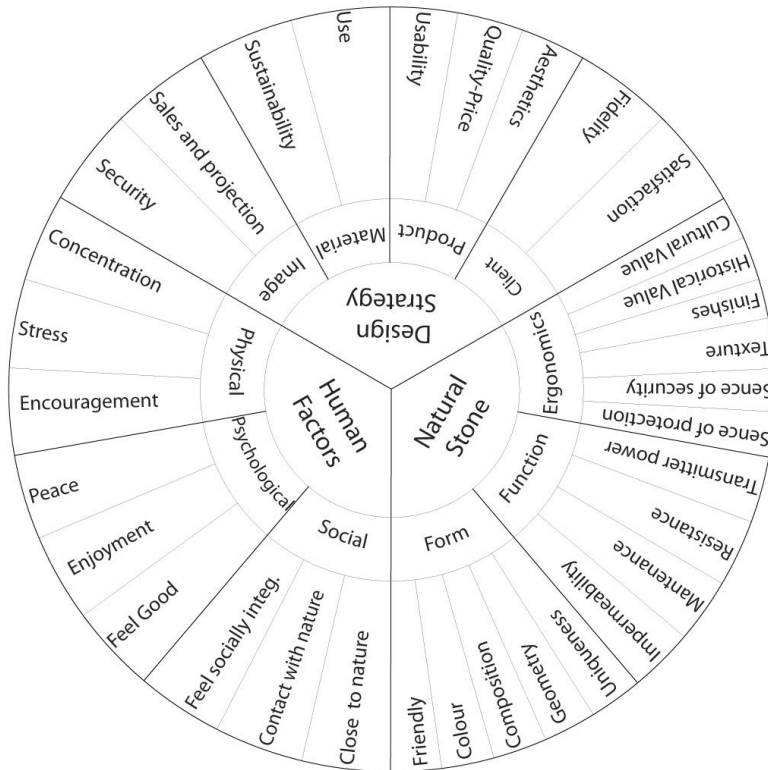 Design
Strategy
Material
Product
Client
Image
Use
Usability
Quality-Price
Aesthetics
Fidelity
Satisfaction
Security
Sales and projection
Sustainability
Natural
Stone
Ergonomics
Cultural Value
Historical Value
Finishes
Texture
Sence of security
Sence of protection
Function
Transmitter power
Resistance
Mantenance
Impermeability
Form
Uniqueness
Geometry
Composition
Colour
Friendly
Human
Factors
Social
Close to nature
Contact with nature
Feel socially integ.
Psychological
Feel Good
Enjoyment
Peace
Physical
Encouragement
Stress
Concentration